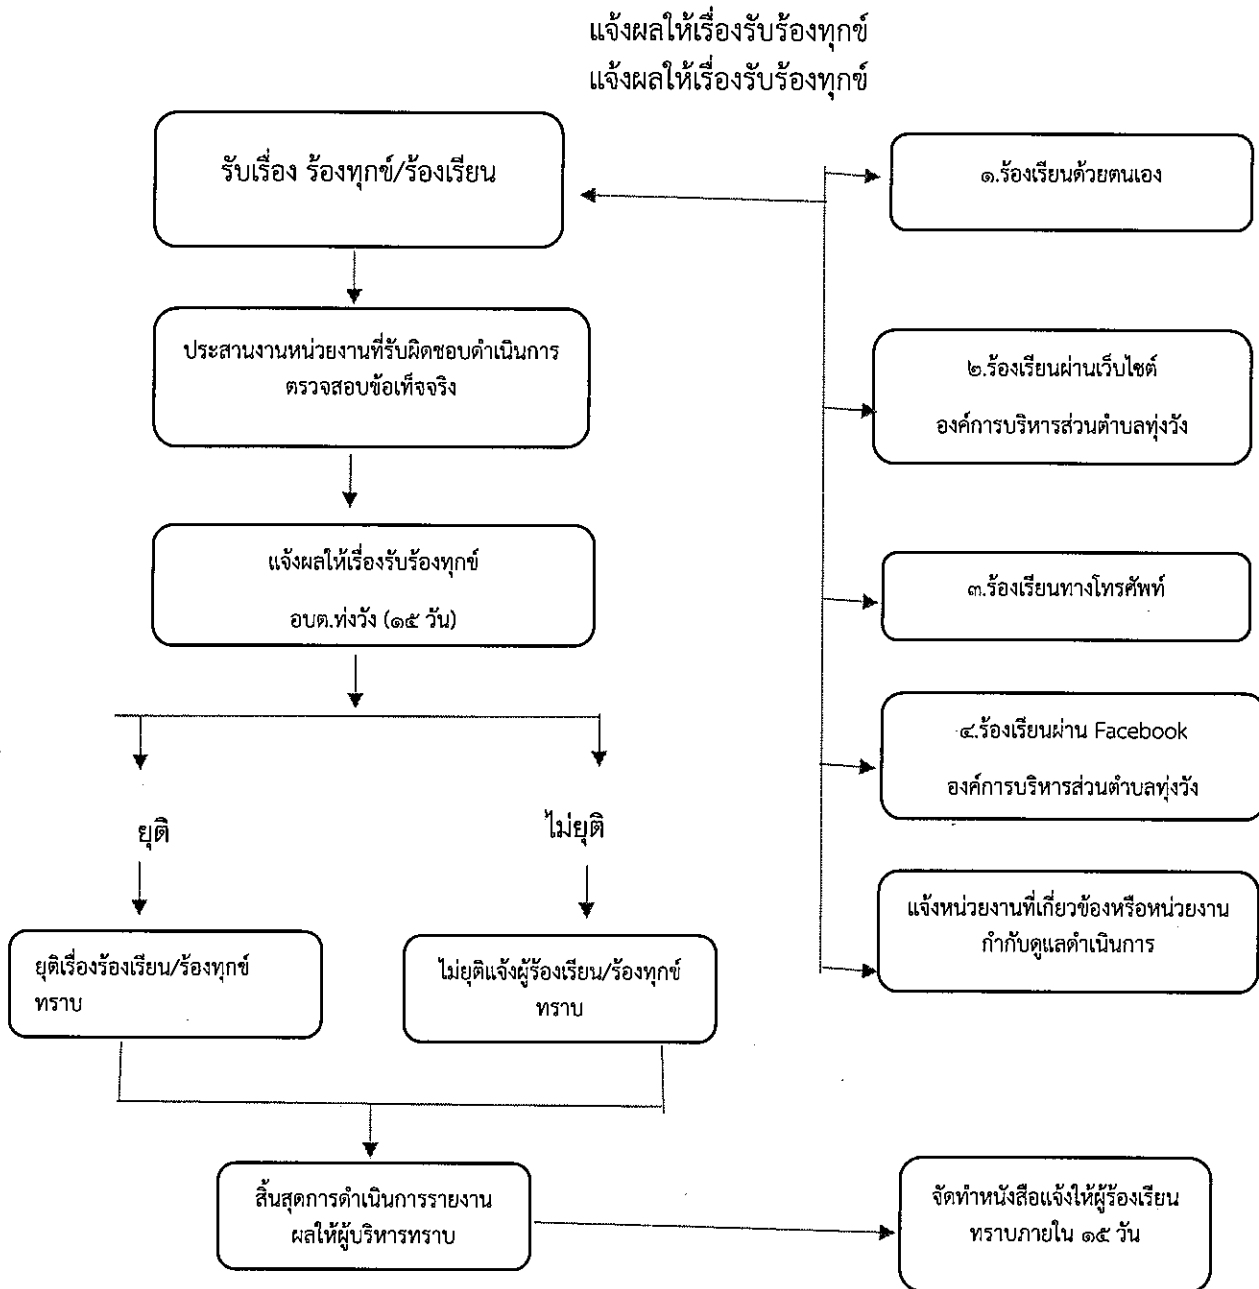 แจ้งผลให้เรื่องรับร้องทุกข์
แจ้งผลให้เรื่องรับร้องทุกข์
รับเรื่อง ร้องทุกข์/ร้องเรียน
๑.ร้องเรียนด้วยตนเอง
ประสานงานหน่วยงานที่รับผิดชอบดำเนินการ
ตรวจสอบข้อเท็จจริง
๒.ร้องเรียนผ่านเว็บไซต์
องค์การบริหารส่วนตำบลทุ่งวัง
แจ้งผลให้เรื่องรับร้องทุกข์
อบต.ท่งวัง (๑๕ วัน)
๓.ร้องเรียนทางโทรศัพท์
๔.ร้องเรียนผ่าน Facebook
องค์การบริหารส่วนตำบลทุ่งวัง
ยุติ
ไม่ยุติ
แจ้งหน่วยงานที่เกี่ยวข้องหรือหน่วยงาน
กำกับดูแลดำเนินการ
ยุติเรื่องร้องเรียน/ร้องทุกข์
ทราบ
ไม่ยุติแจ้งผู้ร้องเรียน/ร้องทุกข์
ทราบ
สิ้นสุดการดำเนินการรายงาน
ผลให้ผู้บริหารทราบ
จัดทำหนังสือแจ้งให้ผู้ร้องเรียน
ทราบภายใน ๑๕ วัน